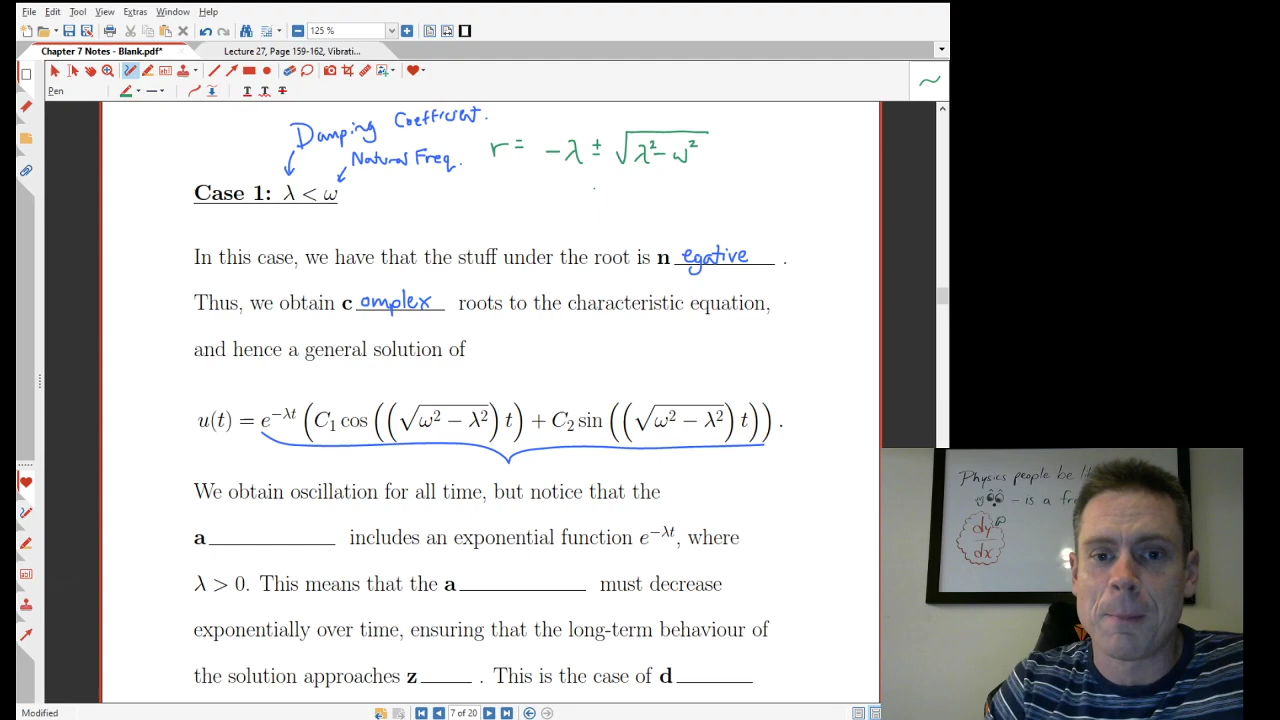 File Edit Tool View Extras Window Help
125 %
Chapter 7 Notes - Blank.pdf*
Lecture 27, Page 159-162, Vibrati...
Pen
Damping Coefficient.
Natural Freq.
r = -λ ± √λ² - ω²
Case 1: λ < ω
In this case, we have that the stuff under the root is negative .
Thus, we obtain complex roots to the characteristic equation,
and hence a general solution of
u(t) = e^{-λt} (C₁ cos ((√ω² − λ²) t) + C₂ sin ((√ω² − λ²) t)) .
We obtain oscillation for all time, but notice that the
a____________ includes an exponential function e^{-λt}, where
λ > 0. This means that the a____________ must decrease
exponentially over time, ensuring that the long-term behaviour of
the solution approaches z_____ . This is the case of d_______
Physics people be
- is a
dy
dx
Modified
7 of 20